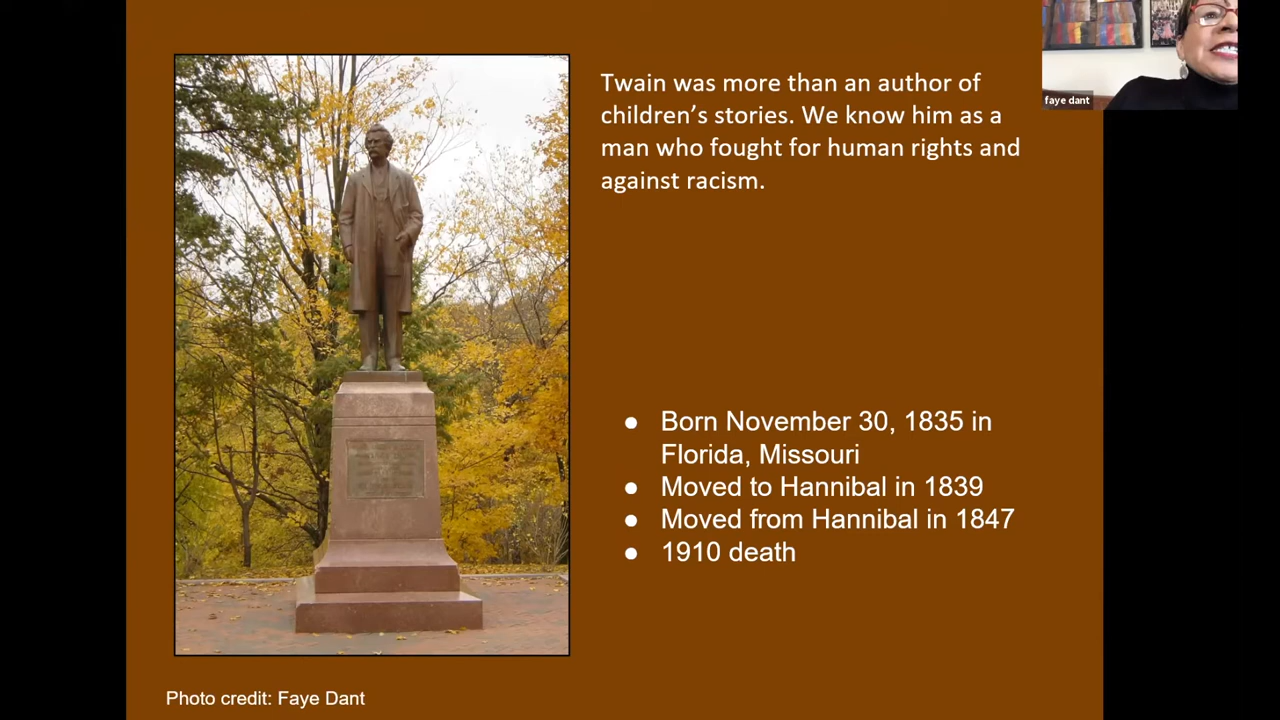 Twain was more than an author of
children’s stories. We know him as a
man who fought for human rights and
against racism.
faye dant
● Born November 30, 1835 in
Florida, Missouri
● Moved to Hannibal in 1839
● Moved from Hannibal in 1847
● 1910 death
Photo credit: Faye Dant